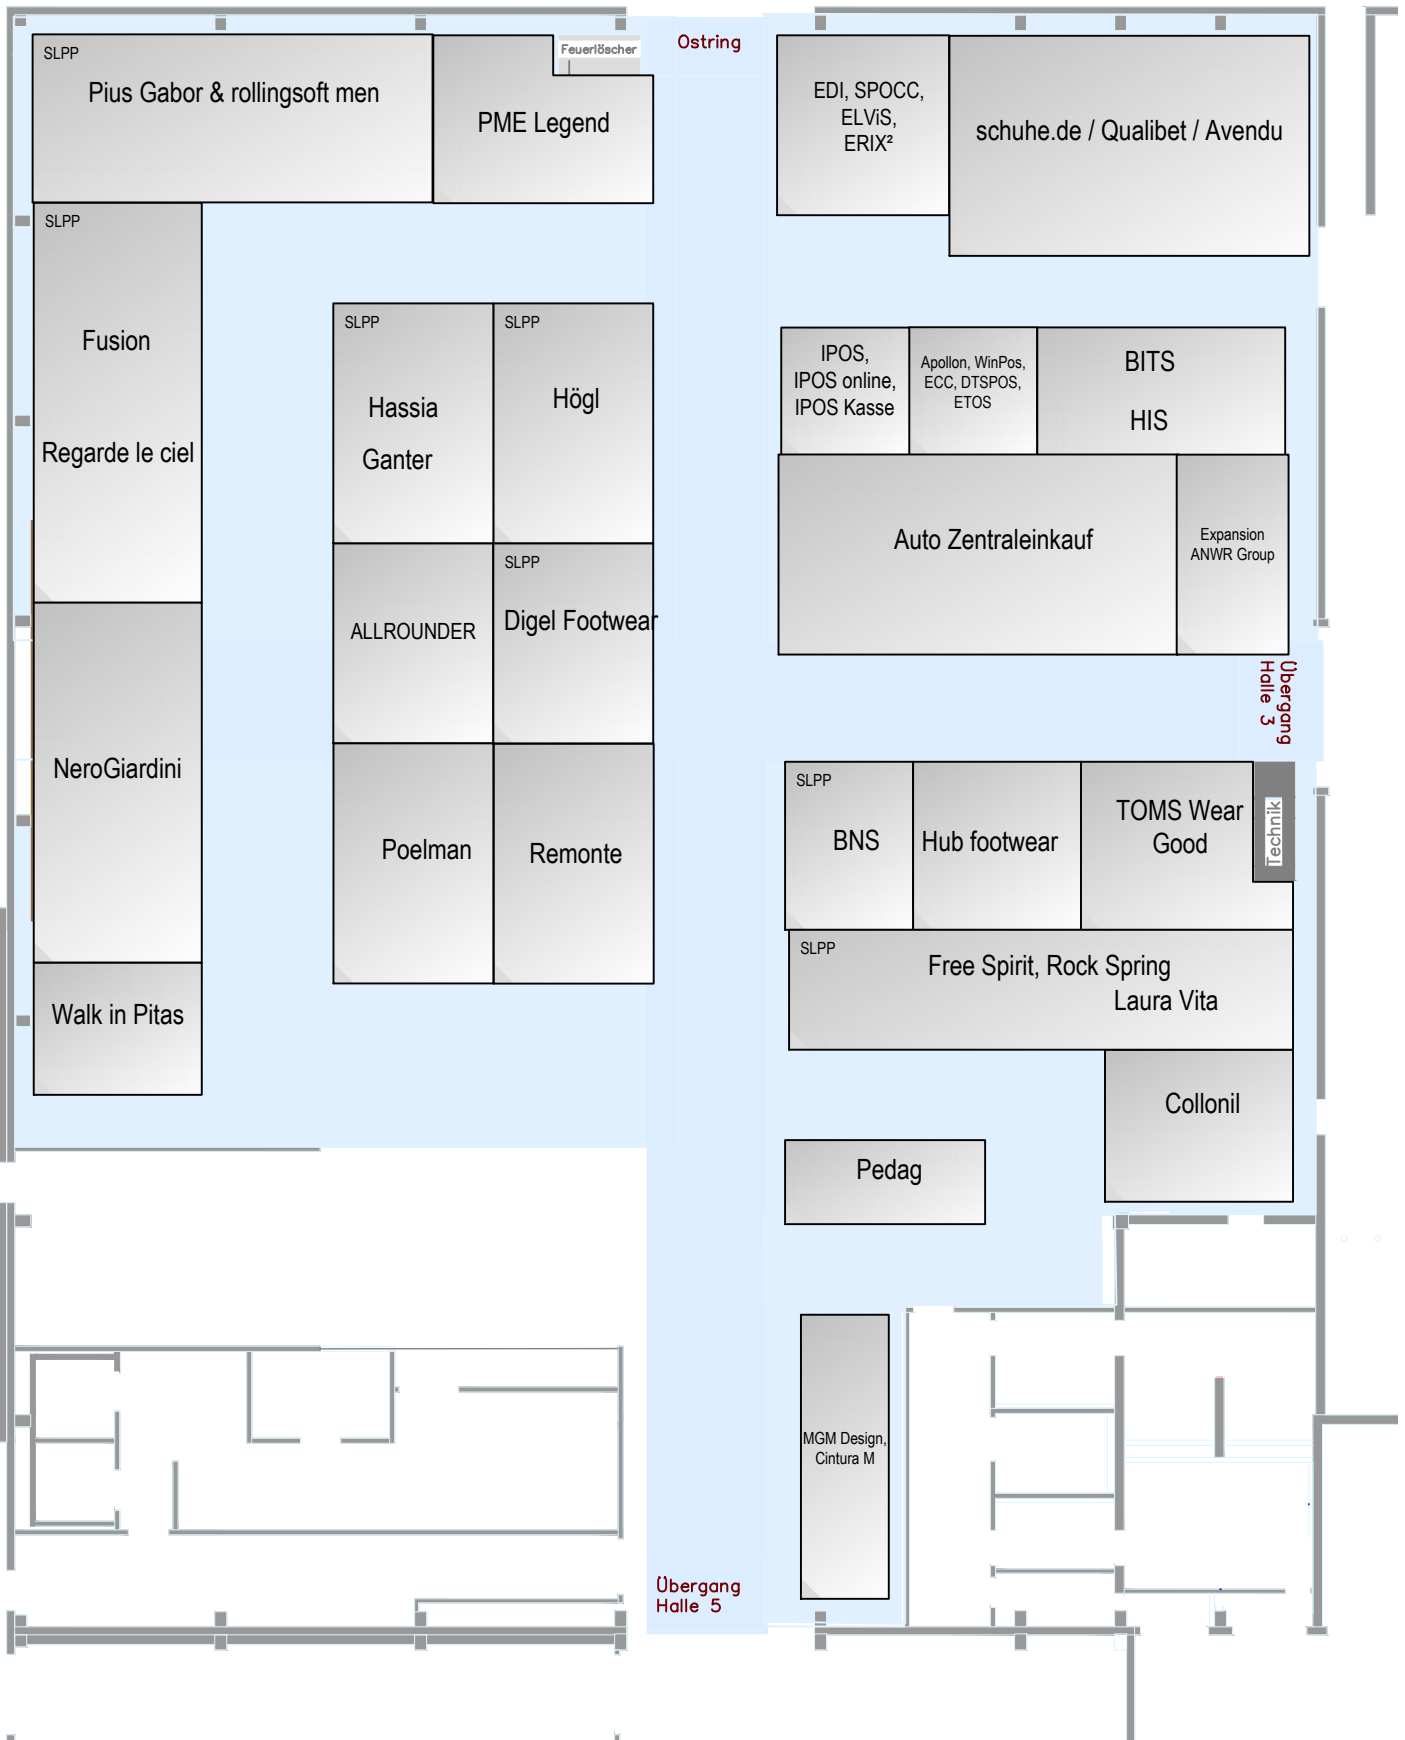 SLPP
Pius Gabor & rollingsoft men
Feuerlöscher
PME Legend
Ostring
EDI, SPOCC,
ELViS,
ERIX²
schuhe.de / Qualibet / Avendu
SLPP
Fusion
Regarde le ciel
SLPP
Hassia
Ganter
SLPP
Högl
IPOS,
IPOS online,
IPOS Kasse
Apollon, WinPos,
ECC, DTSPOS,
ETOS
BITS
HIS
Auto Zentraleinkauf
Expansion
ANWR Group
ALLROUNDER
SLPP
Digel Footwear
Übergang
Halle 3
NeroGiardini
Poelman
Remonte
SLPP
BNS
Hub footwear
TOMS Wear
Good
Technik
SLPP
Free Spirit, Rock Spring
Laura Vita
Walk in Pitas
Collonil
Pedag
MGM Design,
Cintura M
Übergang
Halle 5